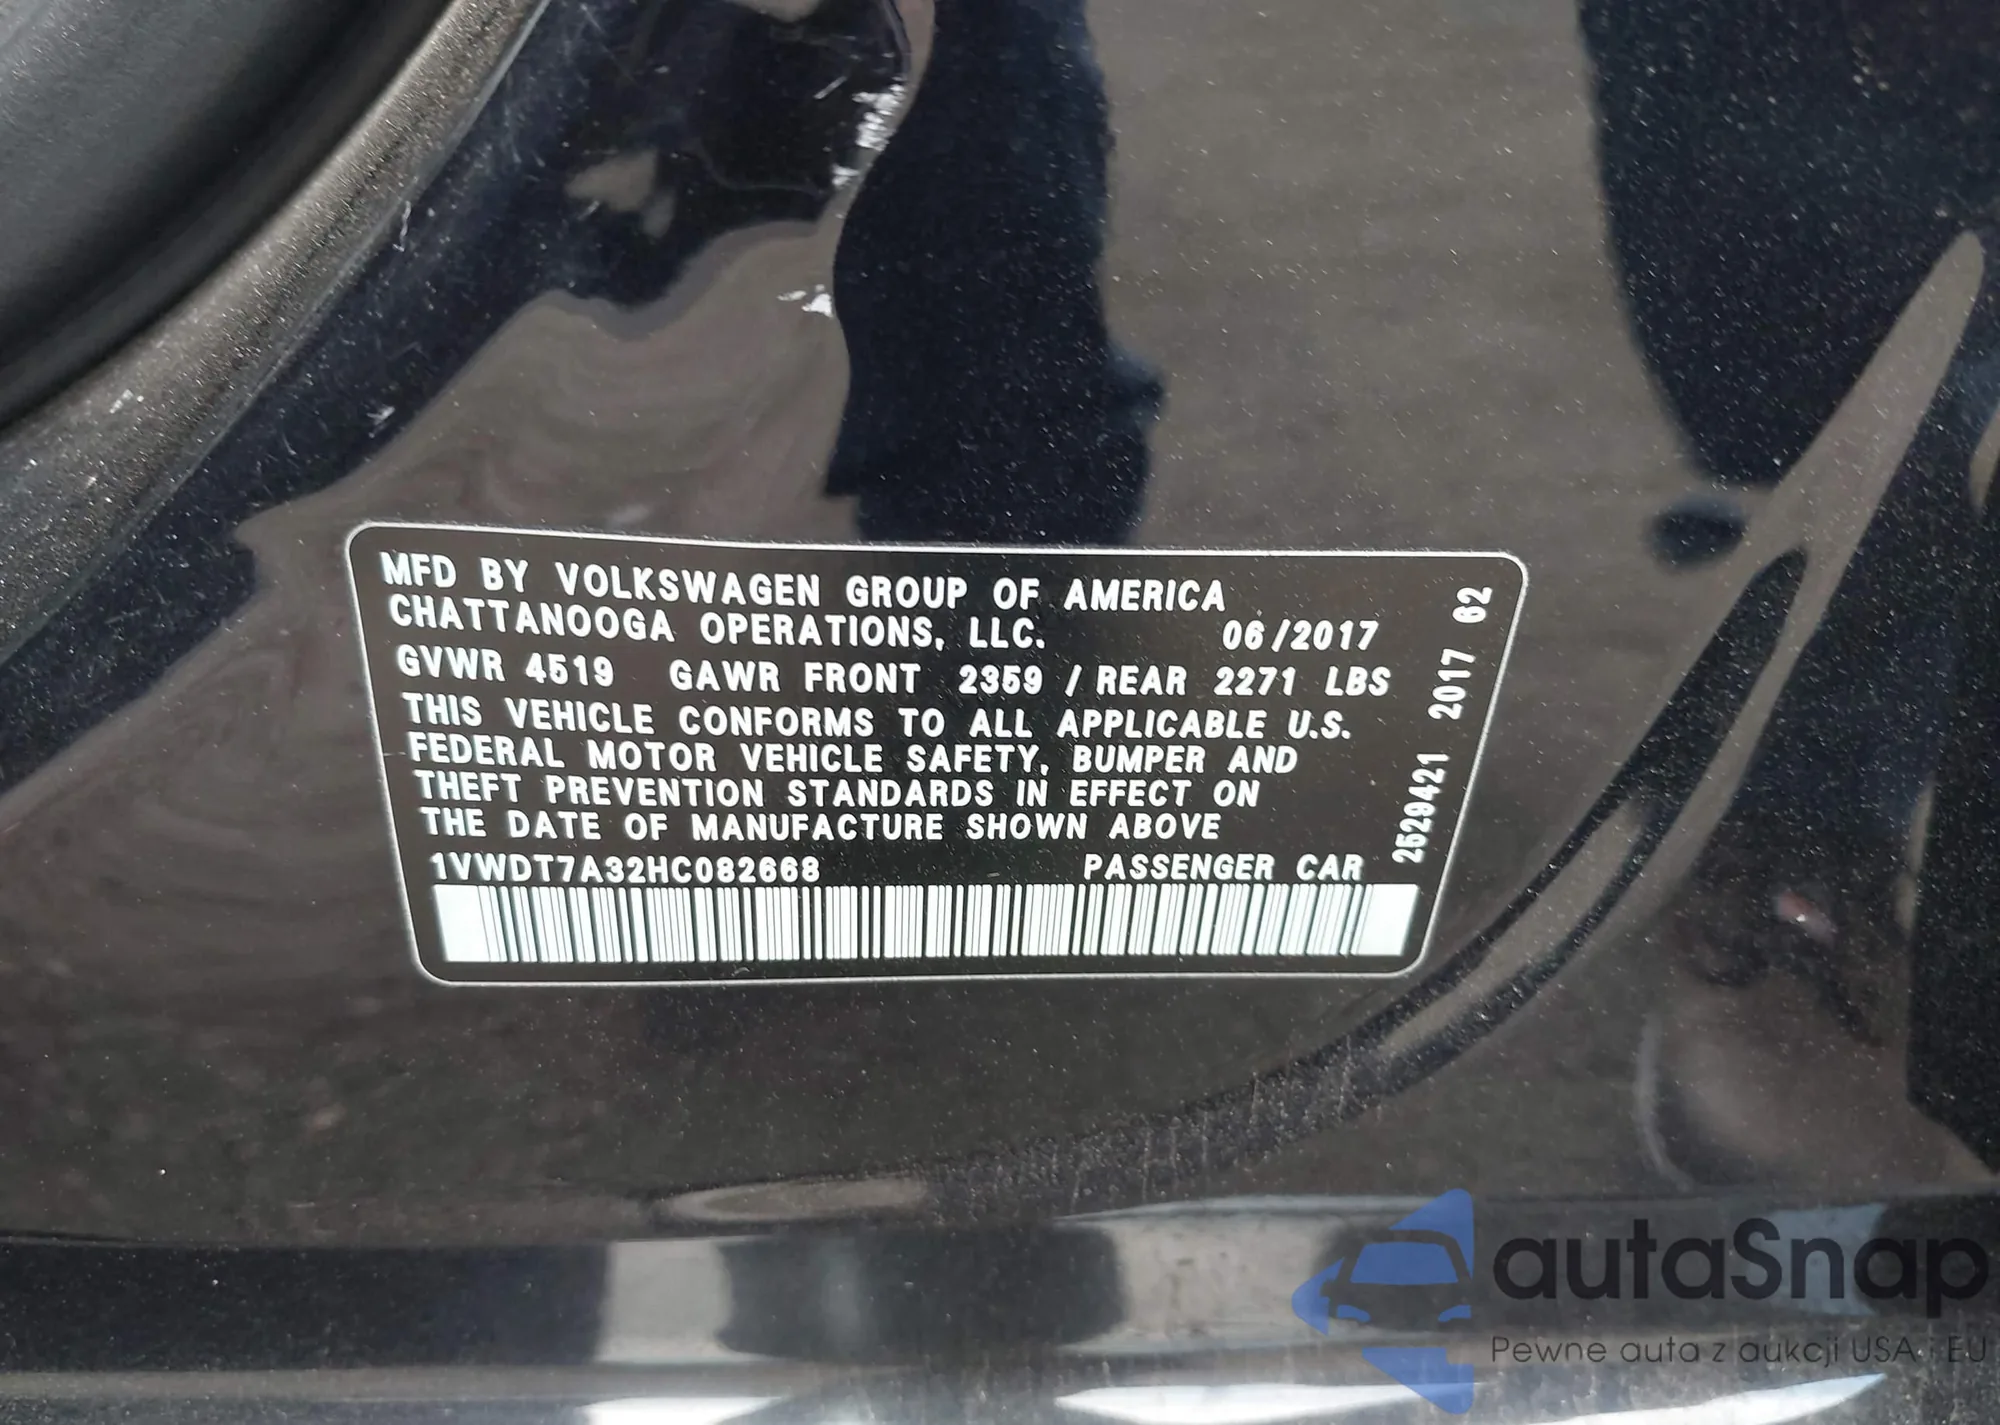 MFD BY VOLKSWAGEN GROUP OF AMERICA
CHATTANOOGA OPERATIONS, LLC. 06/2017
GVWR 4519 GAWR FRONT 2359 / REAR 2271 LBS
THIS VEHICLE CONFORMS TO ALL APPLICABLE U.S.
FEDERAL MOTOR VEHICLE SAFETY, BUMPER AND
THEFT PREVENTION STANDARDS IN EFFECT ON
THE DATE OF MANUFACTURE SHOWN ABOVE
1VWDT7A32HC082668 PASSENGER CAR
2529421 2017 62
autaSnap
Pewne auta z aukcji USA i EU